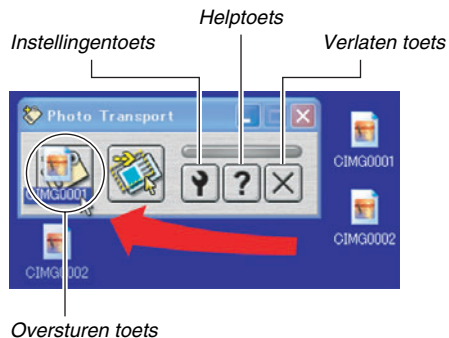 Helptoets
Instellingentoets
Verlaten toets
Photo Transport
CIMG0001
CIMG0001
CIMG0002
CIMG0002
Oversturen toets